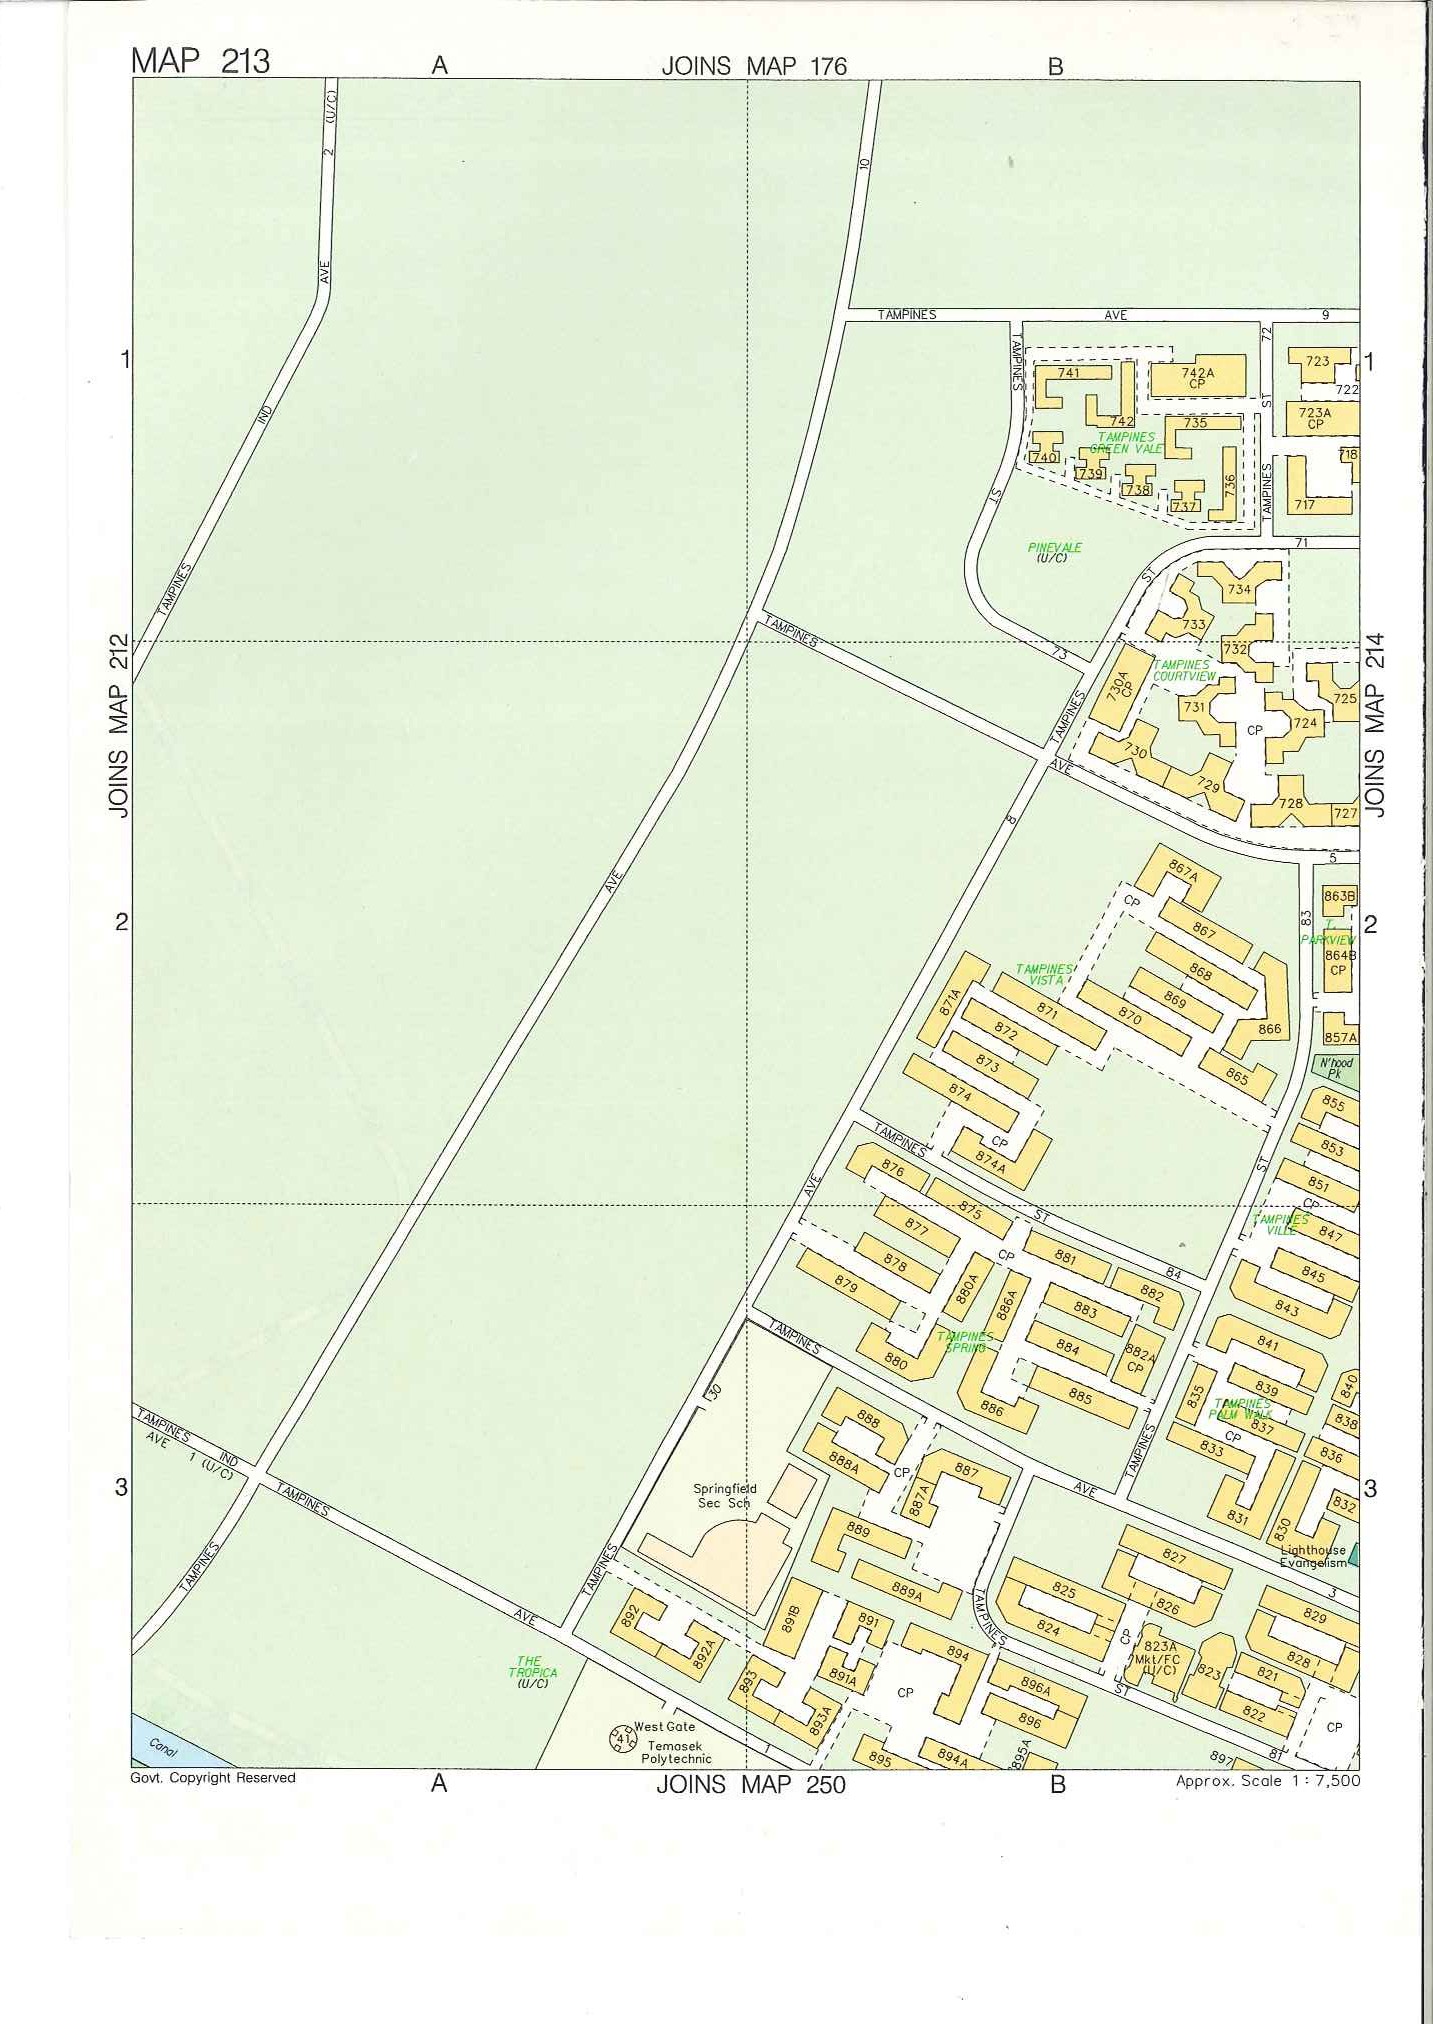 MAP 213
A
JOINS MAP 176
B
2 (U/C)
AVE
IND
TAMPINES
10
TAMPINES AVE 9
TAMPINES
ST
73
72
ST
TAMPINES
1
1
741
742A
CP
742
735
TAMPINES
GREEN VALE
740
739
738
737
736
723
722
723A
CP
718
717
PINEVALE
(U/C)
ST
71
734
733
732
TAMPINES
COURTVIEW
730A
CP
731
725
724
CP
730
729
728
727
JOINS MAP 212
JOINS MAP 214
TAMPINES
AVE
5
TAMPINES
8
AVE
2
2
867A
CP
867
868
869
870
866
865
TAMPINES
VISTA
871A
871
872
873
874
CP
874A
83
863B
T.
PARKVIEW
864B
CP
857A
N'hood
Pk
855
853
851
CP
TAMPINES
VILLE
847
845
843
ST
TAMPINES
ST
84
AVE
876
875
877
878
879
CP
880A
880
881
882
886A
883
884
882A
CP
885
886
TAMPINES
SPRING
841
840
839
835
TAMPINES
PALM WALK
837
838
CP
833
836
832
831
830
Lighthouse
Evangelism
TAMPINES
TAMPINES
AVE
3
30
3
3
888
888A
CP
887
887A
889
889A
Springfield
Sec Sch
TAMPINES
IND
AVE
1 (U/C)
TAMPINES
TAMPINES
AVE
1
TAMPINES
827
825
824
826
829
828
CP
823A
Mkt/FC
(U/C)
823
821
822
CP
TAMPINES
ST
81
892
892A
891B
891
891A
893
893A
894
CP
896A
896
895
894A
895A
897
THE
TROPICA
(U/C)
41
West Gate
Temasek
Polytechnic
Canal
Govt. Copyright Reserved
A
JOINS MAP 250
B
Approx. Scale 1 : 7,500